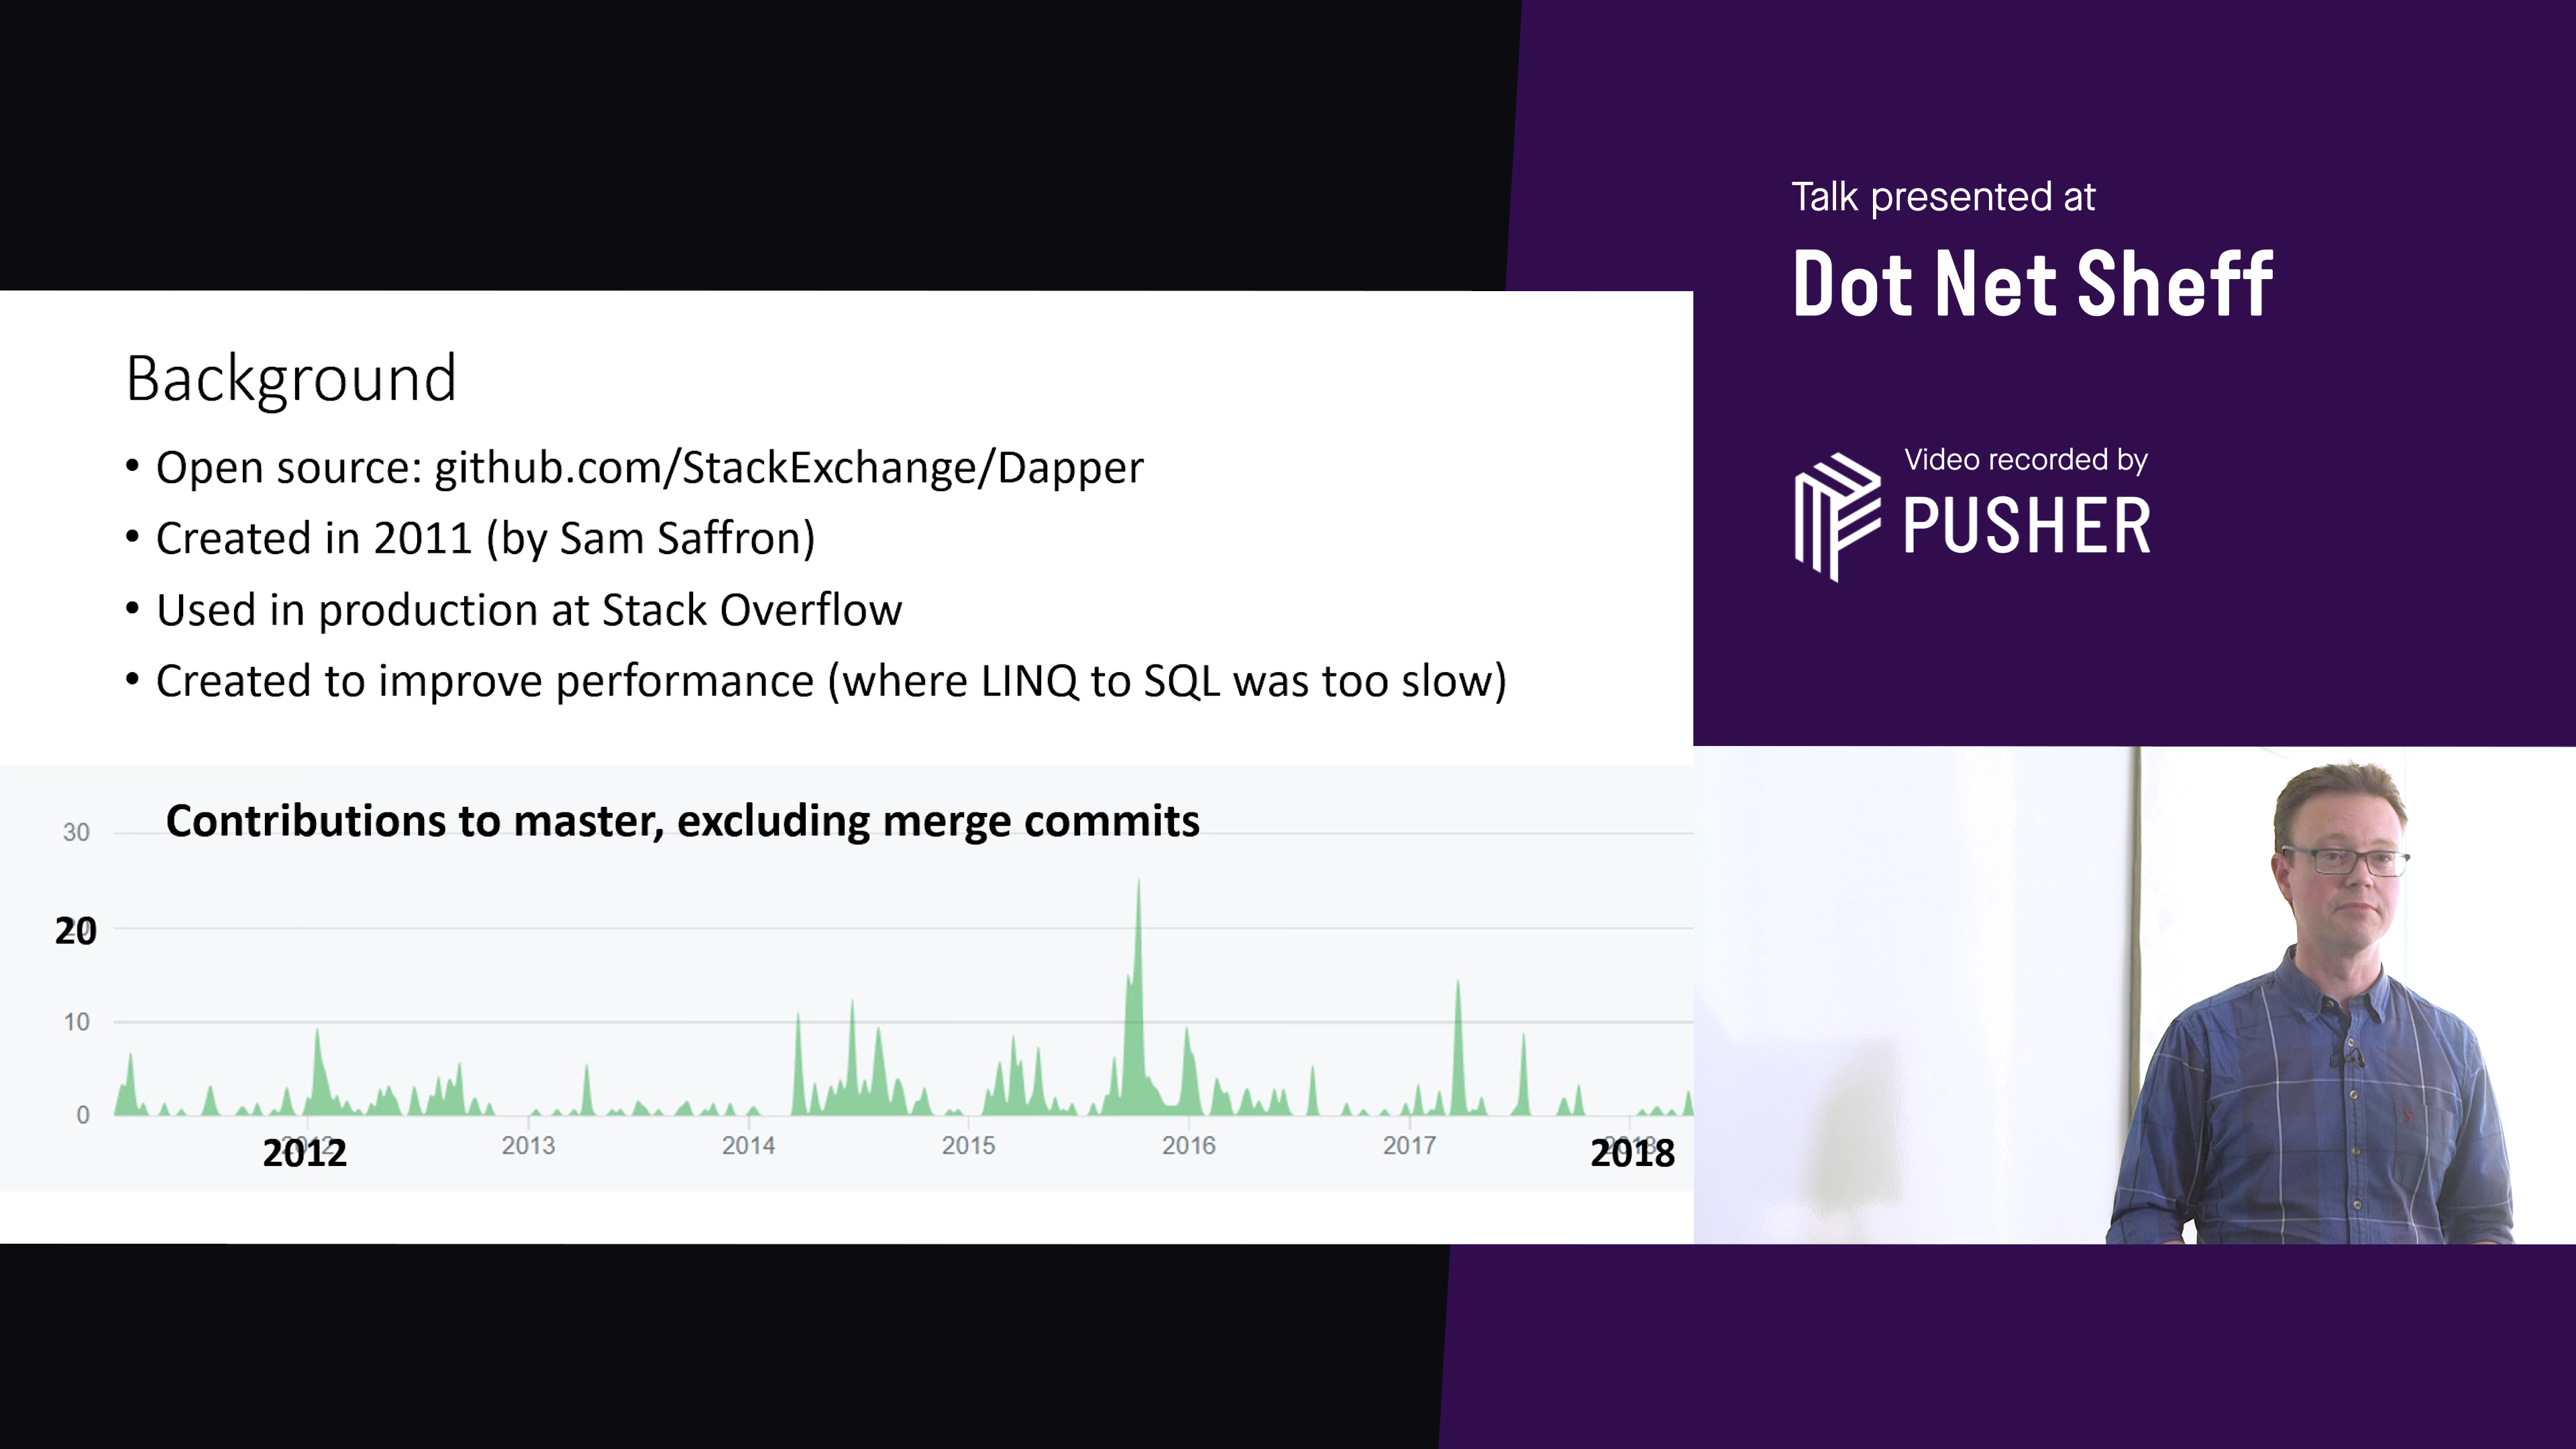 Talk presented at
Dot Net Sheff
Video recorded by
PUSHER
Background
• Open source: github.com/StackExchange/Dapper
• Created in 2011 (by Sam Saffron)
• Used in production at Stack Overflow
• Created to improve performance (where LINQ to SQL was too slow)
Contributions to master, excluding merge commits
30
20
10
0
2012 2013 2014 2015 2016 2017 2018
2012 2018